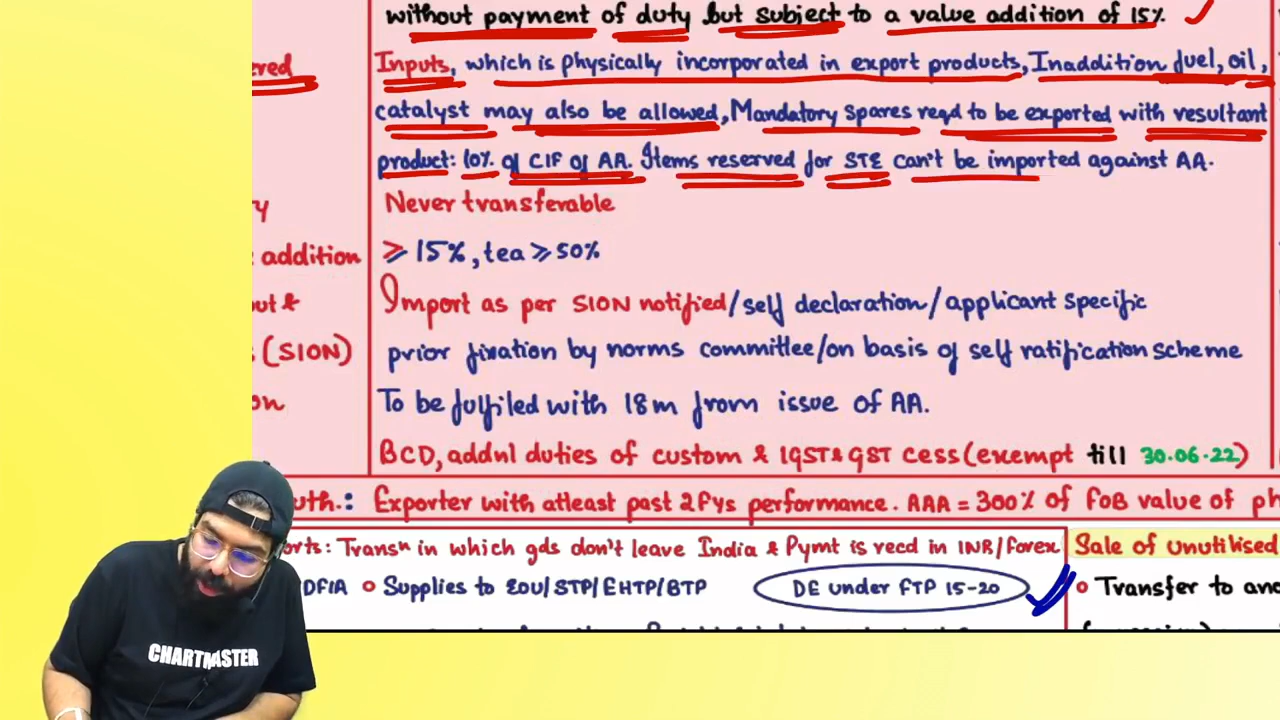 without payment of duty but subject to a value addition of 15%
ered Inputs, which is physically incorporated in export products, Inaddition fuel, oil,
catalyst may also be allowed, Mandatory spares reqd to be exported with resultant
product: 10% of CIF of AA. Items reserved for STE can't be imported against AA.
y Never transferable
addition ≥ 15%, tea ≥ 50%
out & Import as per SION notified/self declaration/applicant specific
s (SION) prior fixation by norms committee/on basis of self ratification scheme
on To be fulfiled with 18m from issue of AA.
BCD, addnl duties of custom & IGST & GST cess (exempt till 30.06.22)
uth.: Exporter with atleast past 2 fys performance. AAA = 300% of FOB value of ph
orts: Transⁿ in which gds don't leave India & Pymt is recd in INR/forex Sale of unutilised
DFIA Supplies to EOU/STP/EHTP/BTP DE under FTP 15-20 Transfer to ano
CHARTMASTER